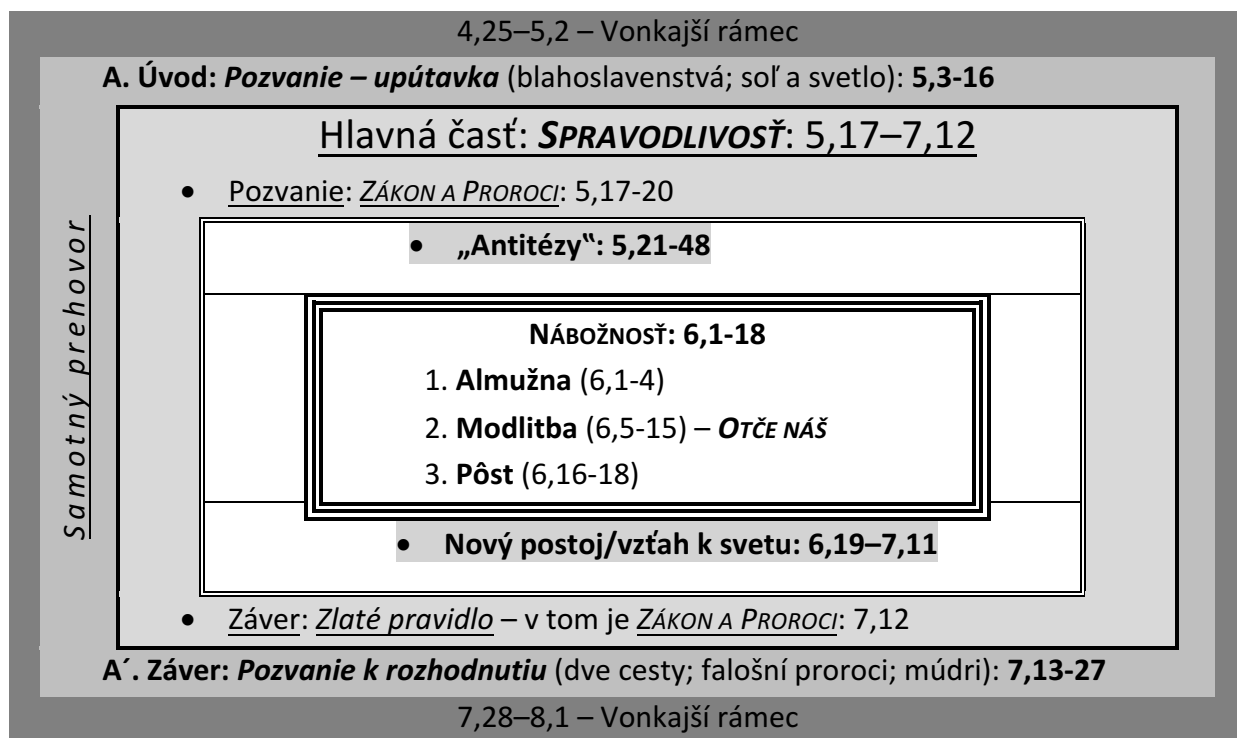 4,25–5,2 – Vonkajší rámec
A. Úvod: Pozvanie – upútavka (blahoslavenstvá; soľ a svetlo): 5,3-16
Hlavná časť: SPRAVODLIVOSŤ: 5,17–7,12
• Pozvanie: ZÁKON A PROROCI: 5,17-20
Samotný prehovor
• „Antitézy‟: 5,21-48
NÁBOŽNOSŤ: 6,1-18
1. Almužna (6,1-4)
2. Modlitba (6,5-15) – OTČE NÁŠ
3. Pôst (6,16-18)
• Nový postoj/vzťah k svetu: 6,19–7,11
• Záver: Zlaté pravidlo – v tom je ZÁKON A PROROCI: 7,12
A´. Záver: Pozvanie k rozhodnutiu (dve cesty; falošní proroci; múdri): 7,13-27
7,28–8,1 – Vonkajší rámec